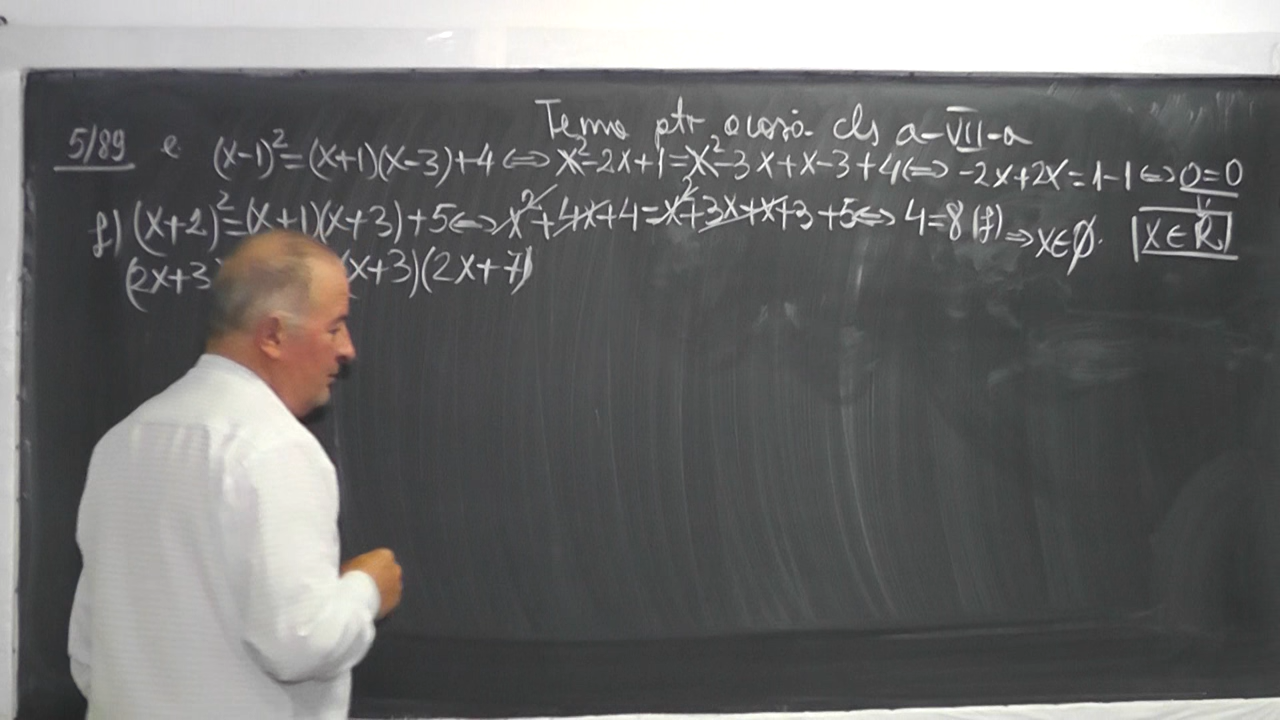 Tema ptr. acasă cls a-VII-a
5/89 e (x-1)²=(x+1)(x-3)+4 ⇔ x²-2x+1=x²-3x+x-3+4 ⇔ -2x+2x=1-1 ⇔ 0=0
f) (x+2)²=(x+1)(x+3)+5 ⇔ x²+4x+4=x²+3x+x+3+5 ⇔ 4=8 (f) ⇒ x∈∅. x∈R
(2x+3 (x+3)(2x+7)